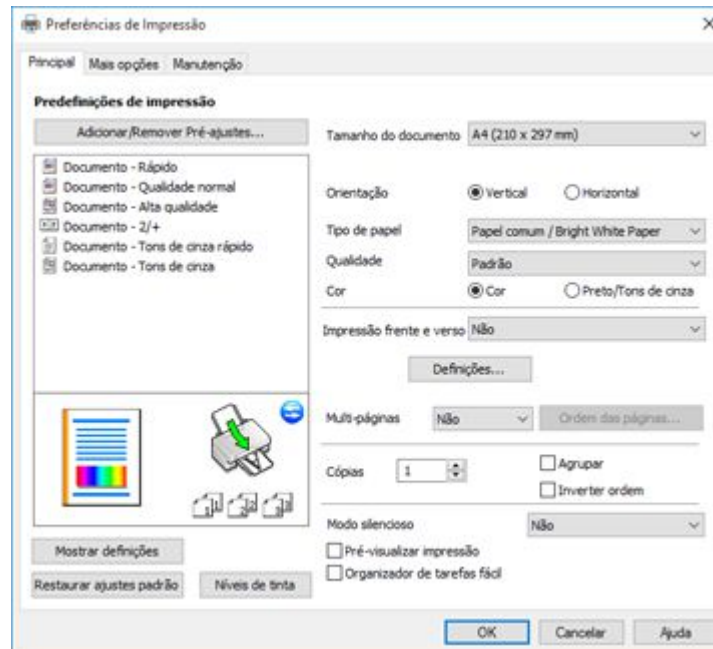 Preferências de Impressão
Principal
Mais opções
Manutenção
Predefinições de impressão
Adicionar/Remover Pré-ajustes...
Documento - Rápido
Documento - Qualidade normal
Documento - Alta qualidade
Documento - 2/+
Documento - Tons de cinza rápido
Documento - Tons de cinza
Mostrar definições
Restaurar ajustes padrão
Níveis de tinta
Tamanho do documento
A4 (210 x 297 mm)
Orientação
Vertical
Horizontal
Tipo de papel
Papel comum / Bright White Paper
Qualidade
Padrão
Cor
Cor
Preto/Tons de cinza
Impressão frente e verso
Não
Definições...
Multi-páginas
Não
Ordem das páginas...
Cópias
1
Agrupar
Inverter ordem
Modo silencioso
Não
Pré-visualizar impressão
Organizador de tarefas fácil
OK
Cancelar
Ajuda